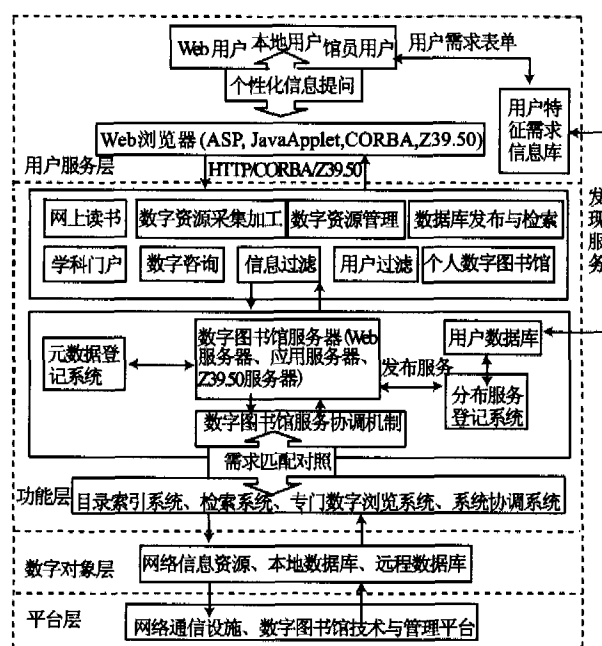 Web用户 本地用户 馆员用户
用户需求表单
个性化信息提问
用户特
征需求
信息库
Web浏览器(ASP, JavaApplet,CORBA,Z39.50)
用户服务层
HTTP/CORBA/Z39.50
发
现
服
务
网上读书
数字资源采集加工
数字资源管理
数据库发布与检索
学科门户
数字咨询
信息过滤
用户过滤
个人数字图书馆
元数据登
记系统
数字图书馆服务器(Web
服务器、应用服务器、
Z39.50服务器)
发布服务
用户数据库
分布服务
登记系统
数字图书馆服务协调机制
需求匹配对照
功能层
目录索引系统、检索系统、专门数字浏览系统、系统协调系统
数字对象层
网络信息资源、本地数据库、远程数据库
平台层
网络通信设施、数字图书馆技术与管理平台